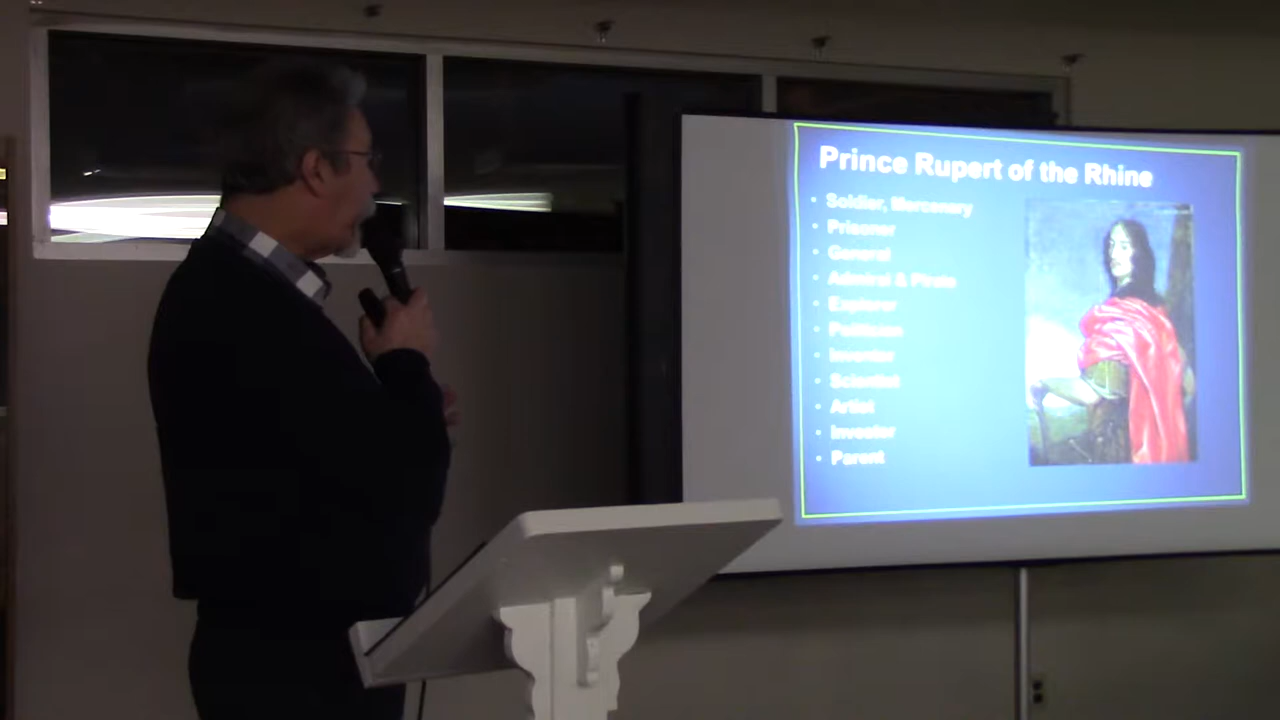 Prince Rupert of the Rhine
• Soldier, Mercenary
• Prisoner
• General
• Admiral & Pirate
• Explorer
• Politician
• Inventor
• Scientist
• Artist
• Investor
• Parent